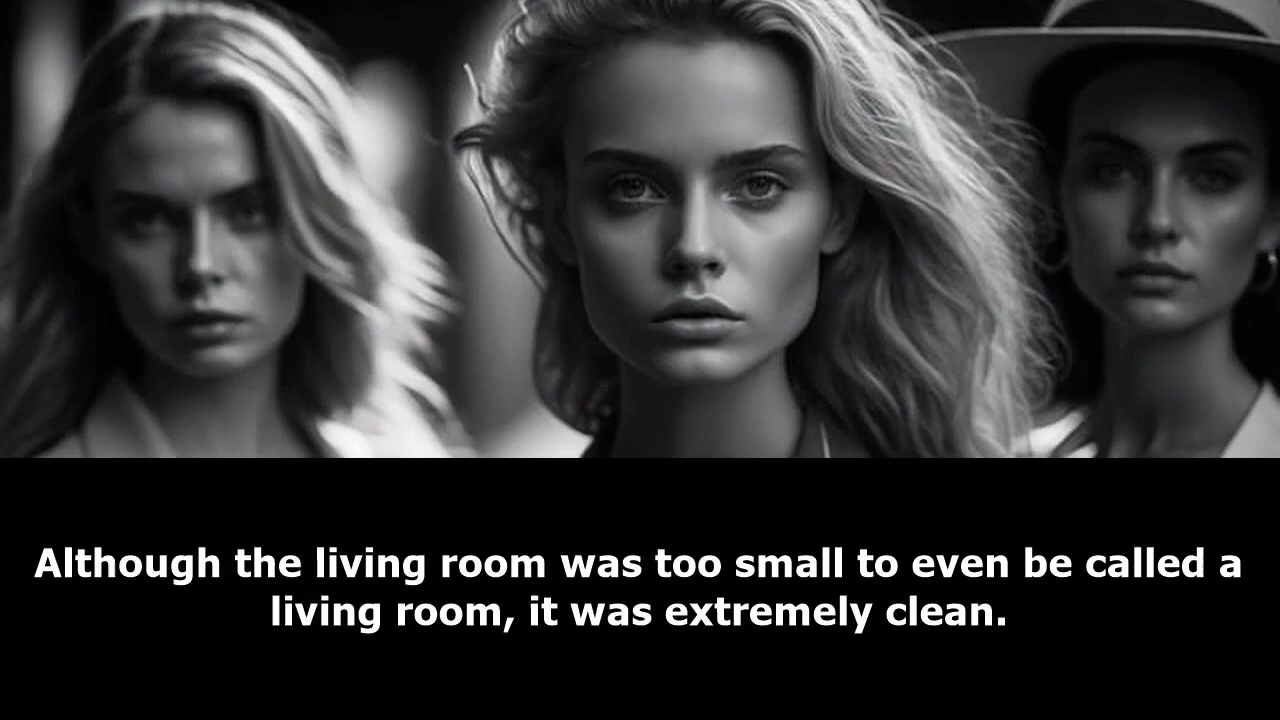 Although the living room was too small to even be called a
living room, it was extremely clean.